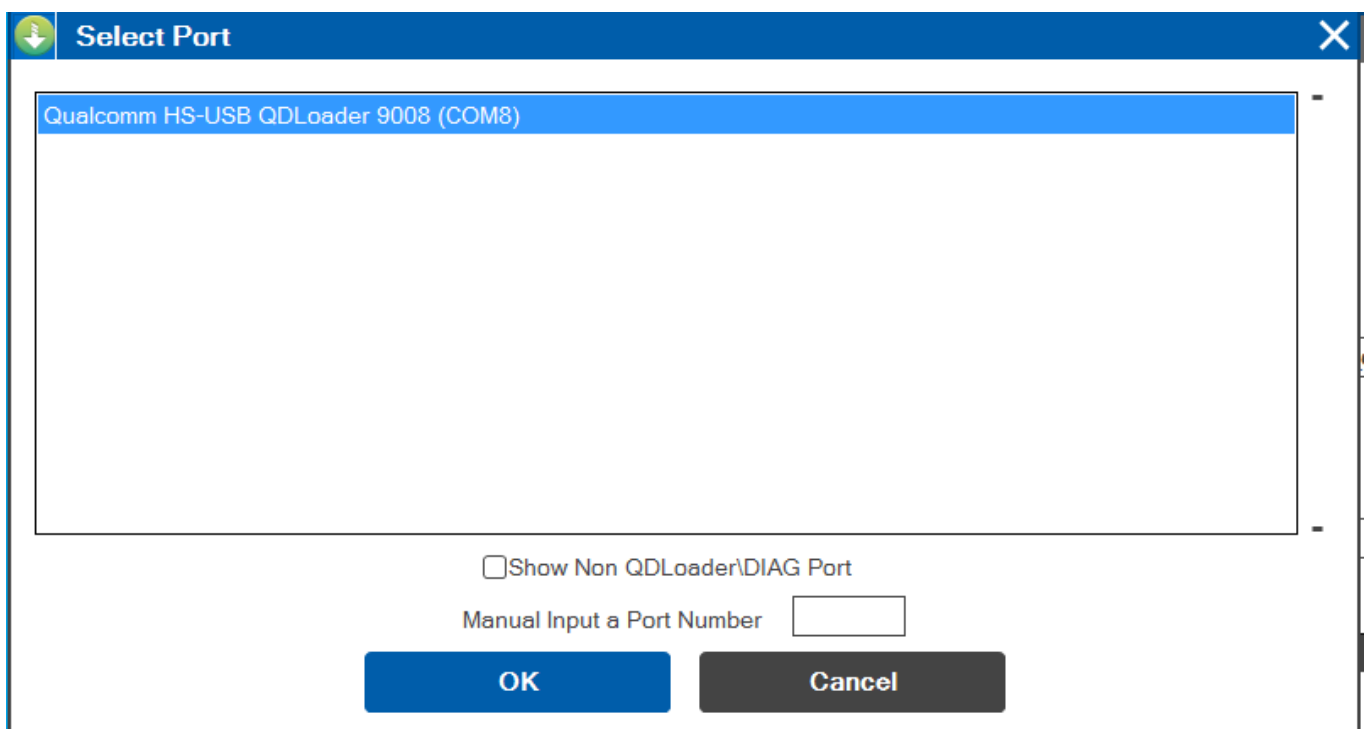 Select Port
Qualcomm HS-USB QDLoader 9008 (COM8)
Show Non QDLoader\DIAG Port
Manual Input a Port Number
OK
Cancel